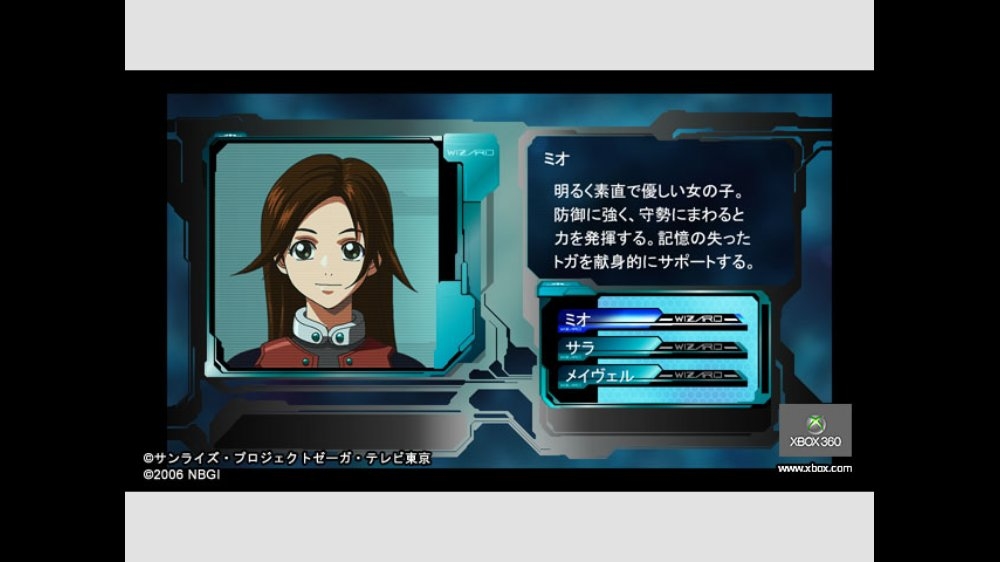 WIZARD
ミオ
明るく素直で優しい女の子。
防御に強く、守勢にまわると
力を発揮する。記憶の失った
トガを献身的にサポートする。
ミオ WIZARD
サラ WIZARD
メイヴェル WIZARD
XBOX 360
www.xbox.com
©サンライズ・プロジェクトゼーガ・テレビ東京
©2006 NBGI